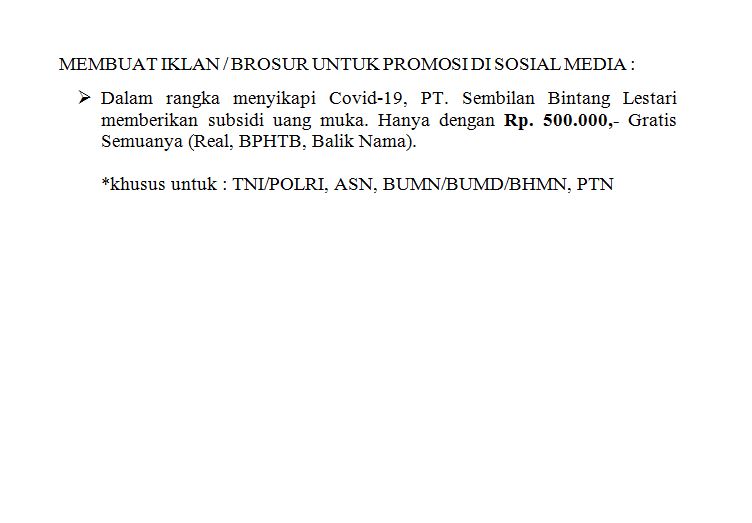 MEMBUAT IKLAN / BROSUR UNTUK PROMOSI DI SOSIAL MEDIA :
➢ Dalam rangka menyikapi Covid-19, PT. Sembilan Bintang Lestari
memberikan subsidi uang muka. Hanya dengan Rp. 500.000,- Gratis
Semuanya (Real, BPHTB, Balik Nama).
*khusus untuk : TNI/POLRI, ASN, BUMN/BUMD/BHMN, PTN